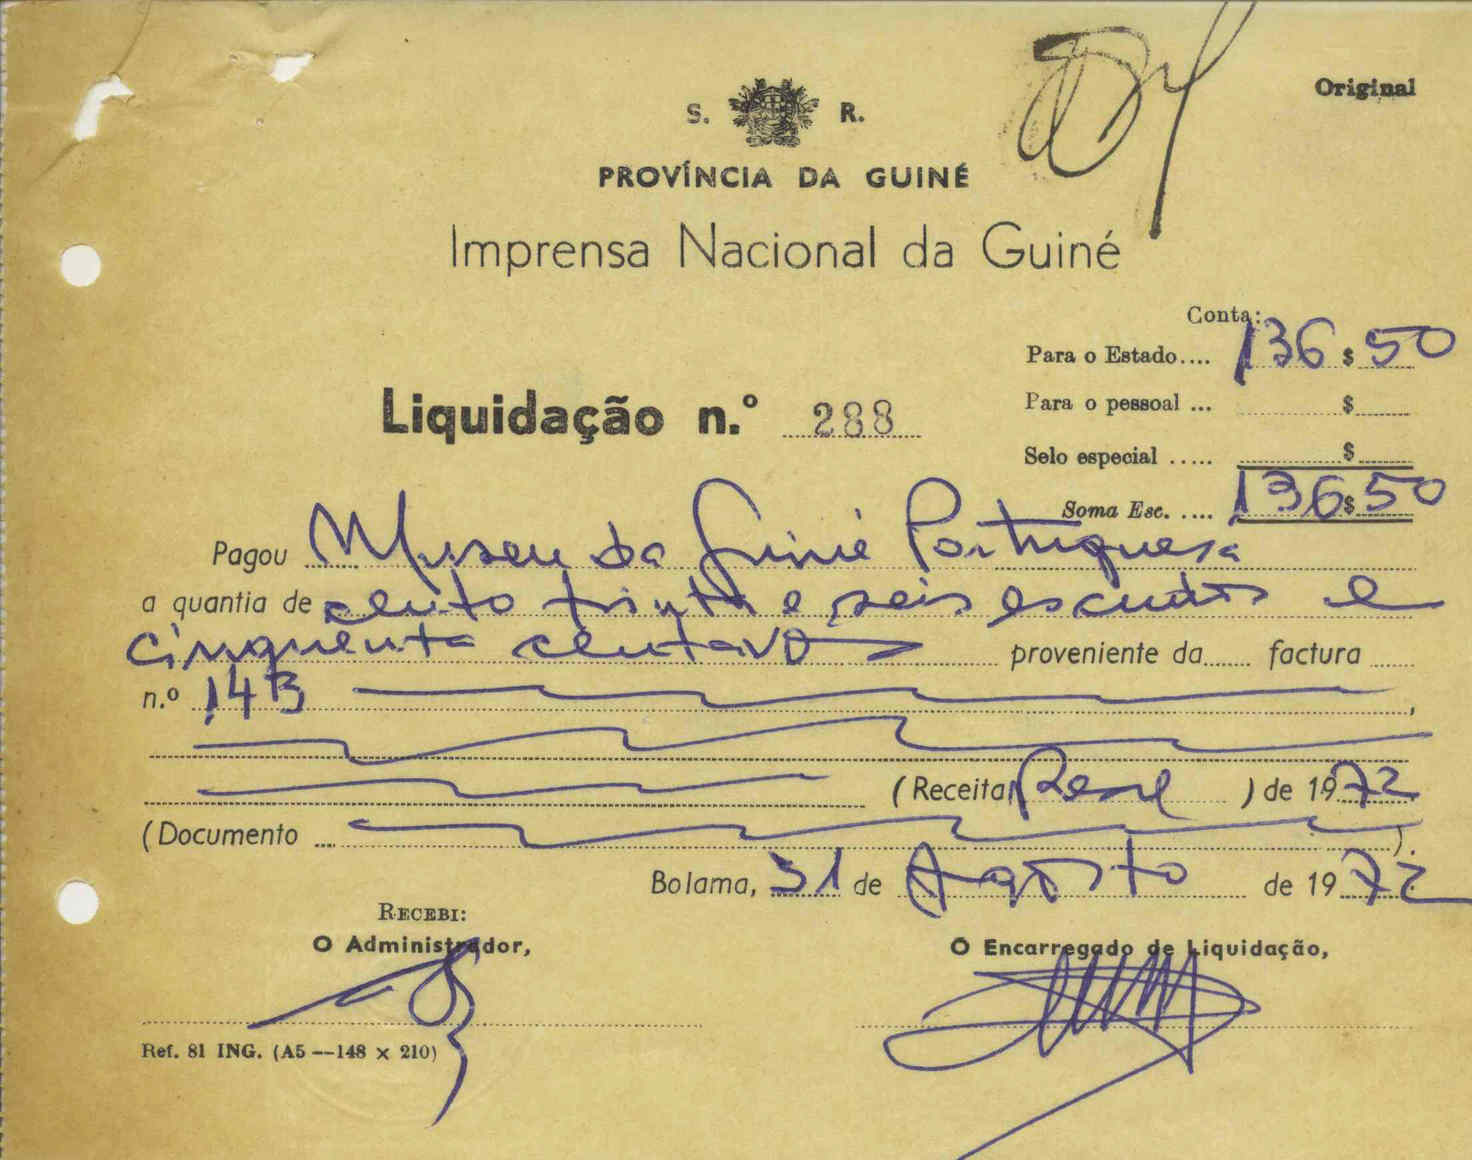 Original
S. R.
PROVÍNCIA DA GUINÉ
Imprensa Nacional da Guiné
Conta:
Para o Estado.... 136$50
Para o pessoal ... $
Selo especial ..... $
Soma Esc. .... 136$50
Liquidação n.º 288
Pagou Museu da Guiné Portuguesa
a quantia de cento trinta e seis escudos e
cinquenta centavos proveniente da factura
n.º 143
(Receita ) de 1972
(Documento ).
Bolama, 31 de Agosto de 1972
RECEBI:
O Administrador,
O Encarregado de Liquidação,
Ref. 81 ING. (A5 — 148 × 210)